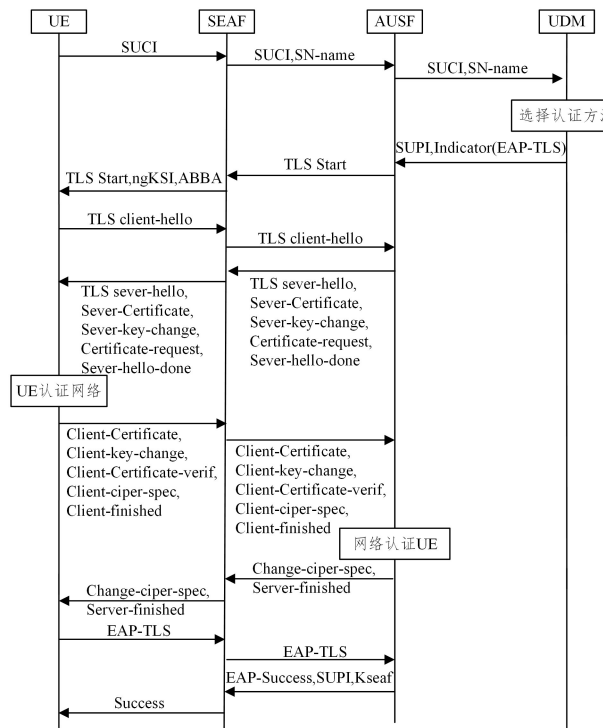 UE
SEAF
AUSF
UDM
SUCI
SUCI,SN-name
SUCI,SN-name
选择认证方
SUPI,Indicator(EAP-TLS)
TLS Start
TLS Start,ngKSI,ABBA
TLS client-hello
TLS client-hello
TLS sever-hello,
Sever-Certificate,
Sever-key-change,
Certificate-request,
Sever-hello-done
TLS sever-hello,
Sever-Certificate,
Sever-key-change,
Certificate-request,
Sever-hello-done
UE认证网络
Client-Certificate,
Client-key-change,
Client-Certificate-verif,
Client-ciper-spec,
Client-finished
Client-Certificate,
Client-key-change,
Client-Certificate-verif,
Client-ciper-spec,
Client-finished
网络认证UE
Change-ciper-spec,
Server-finished
Change-ciper-spec,
Server-finished
EAP-TLS
EAP-TLS
EAP-Success,SUPI,Kseaf
Success